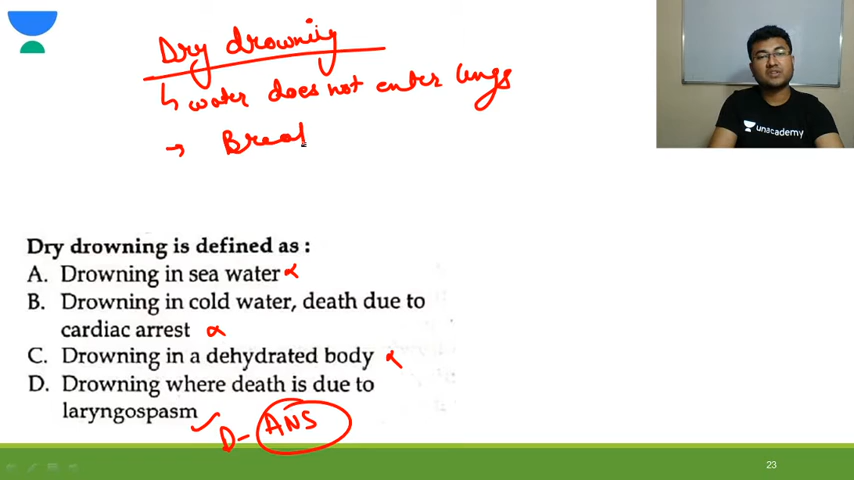 Dry drowning
↳ water does not enter lungs
→ Breat
unacademy
Dry drowning is defined as :
A. Drowning in sea water
B. Drowning in cold water, death due to
cardiac arrest
C. Drowning in a dehydrated body
D. Drowning where death is due to
laryngospasm
D- ANS
23